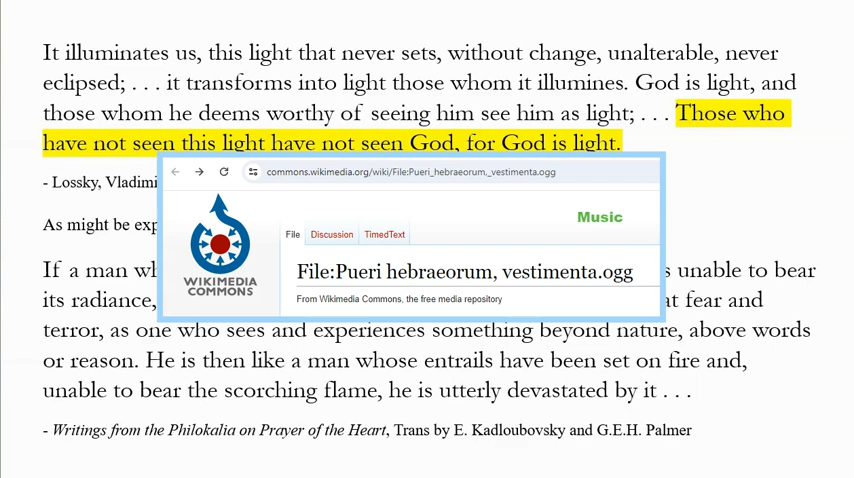 It illuminates us, this light that never sets, without change, unalterable, never
eclipsed; . . . it transforms into light those whom it illumines. God is light, and
those whom he deems worthy of seeing him see him as light; . . . Those who
have not seen this light have not seen God, for God is light.
- Lossky, Vladimi
As might be exp
commons.wikimedia.org/wiki/File:Pueri_hebraeorum,_vestimenta.ogg
Music
File Discussion TimedText
WIKIMEDIA
COMMONS
File:Pueri hebraeorum, vestimenta.ogg
From Wikimedia Commons, the free media repository
If a man wh s unable to bear
its radiance, at fear and
terror, as one who sees and experiences something beyond nature, above words
or reason. He is then like a man whose entrails have been set on fire and,
unable to bear the scorching flame, he is utterly devastated by it . . .
- Writings from the Philokalia on Prayer of the Heart, Trans by E. Kadloubovsky and G.E.H. Palmer